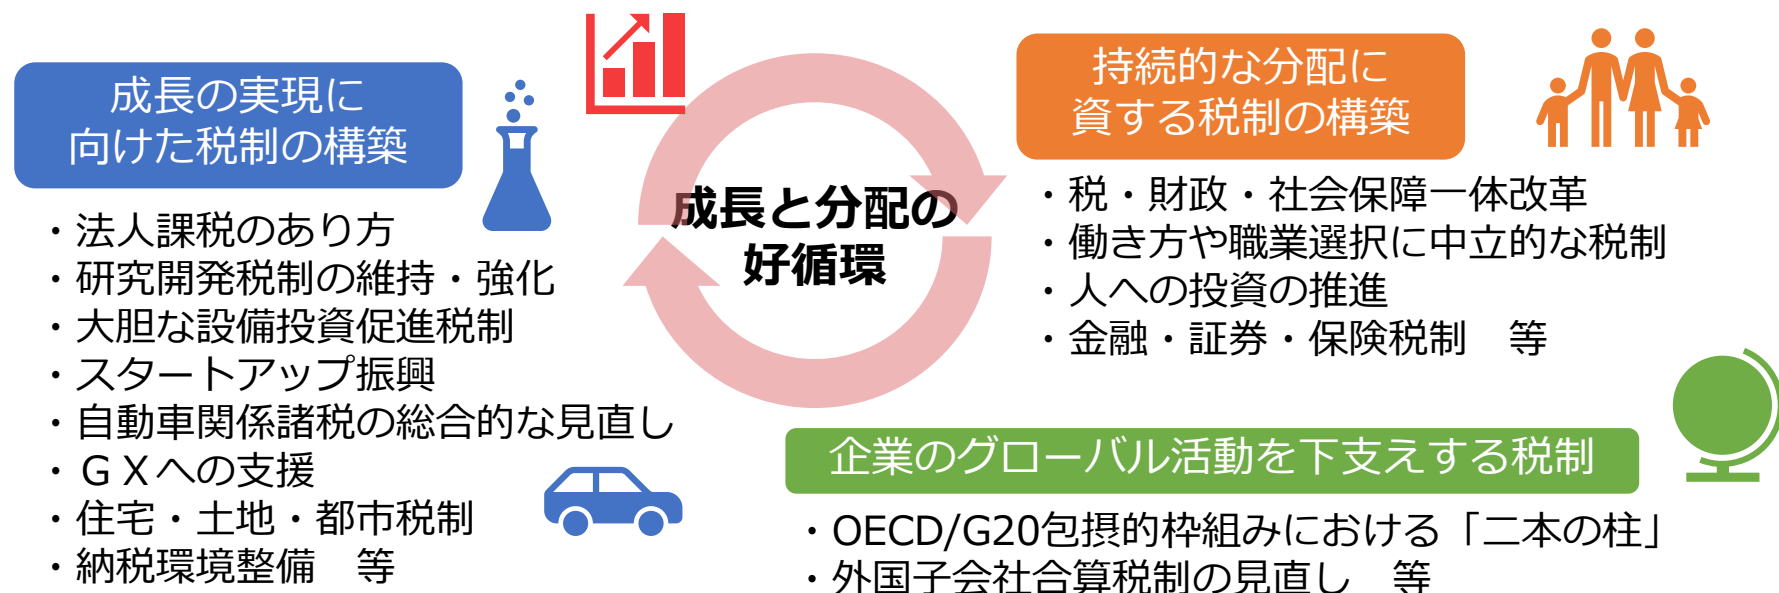 成長の実現に
向けた税制の構築
・法人課税のあり方
・研究開発税制の維持・強化
・大胆な設備投資促進税制
・スタートアップ振興
・自動車関係諸税の総合的な見直し
・ＧＸへの支援
・住宅・土地・都市税制
・納税環境整備　等
成長と分配の
好循環
持続的な分配に
資する税制の構築
・税・財政・社会保障一体改革
・働き方や職業選択に中立的な税制
・人への投資の推進
・金融・証券・保険税制　等
企業のグローバル活動を下支えする税制
・OECD/G20包摂的枠組みにおける「二本の柱」
・外国子会社合算税制の見直し　等